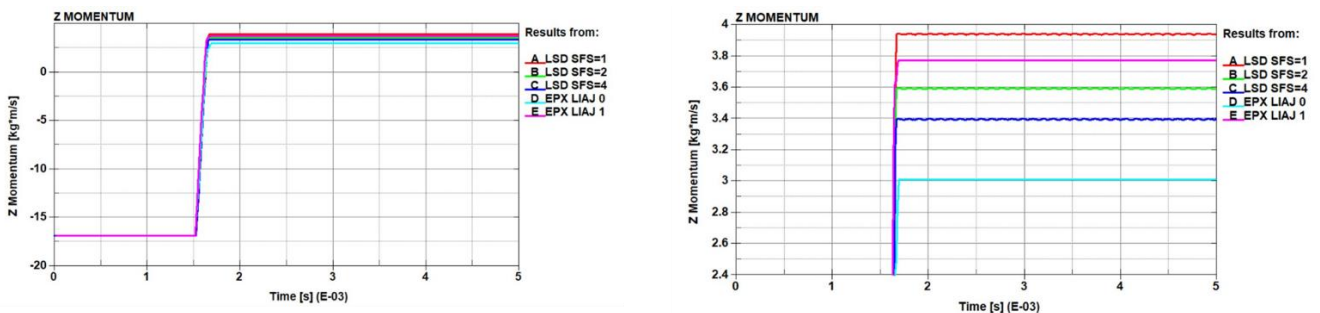 Z MOMENTUM
Z Momentum [kg*m/s]
0
-5
-10
-15
-20
0
1
2
3
4
5
Time [s] (E-03)
Results from:
A LSD SFS=1
B LSD SFS=2
C LSD SFS=4
D EPX LIAJ 0
E EPX LIAJ 1
Z MOMENTUM
Z Momentum [kg*m/s]
4
3.8
3.6
3.4
3.2
3
2.8
2.6
2.4
0
1
2
3
4
5
Time [s] (E-03)
Results from:
A LSD SFS=1
B LSD SFS=2
C LSD SFS=4
D EPX LIAJ 0
E EPX LIAJ 1